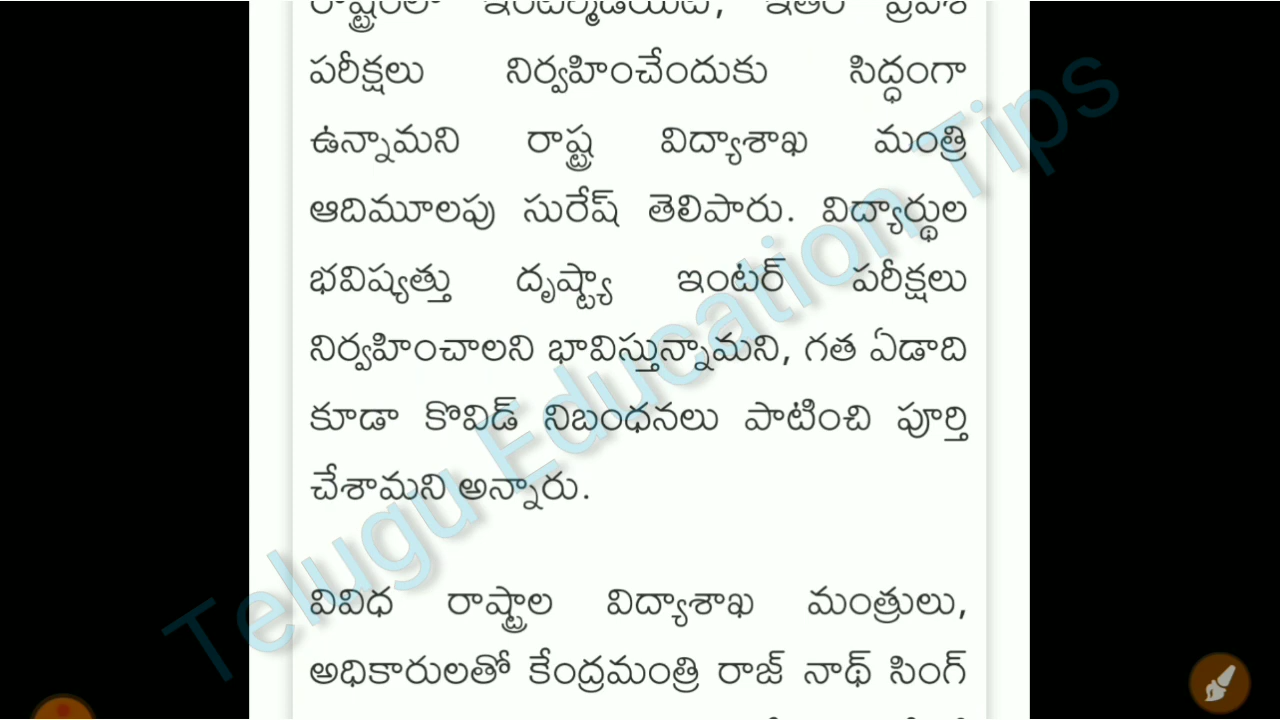 పరీక్షలు నిర్వహించేందుకు సిద్ధంగా
ఉన్నామని రాష్ట్ర విద్యాశాఖ మంత్రి
ఆదిమూలపు సురేష్ తెలిపారు. విద్యార్థుల
భవిష్యత్తు దృష్ట్యా ఇంటర్ పరీక్షలు
నిర్వహించాలని భావిస్తున్నామని, గత ఏడాది
కూడా కొవిడ్ నిబంధనలు పాటించి పూర్తి
చేశామని అన్నారు.
వివిధ రాష్ట్రాల విద్యాశాఖ మంత్రులు,
అధికారులతో కేంద్రమంత్రి రాజ్ నాథ్ సింగ్
Telugu Education Tips